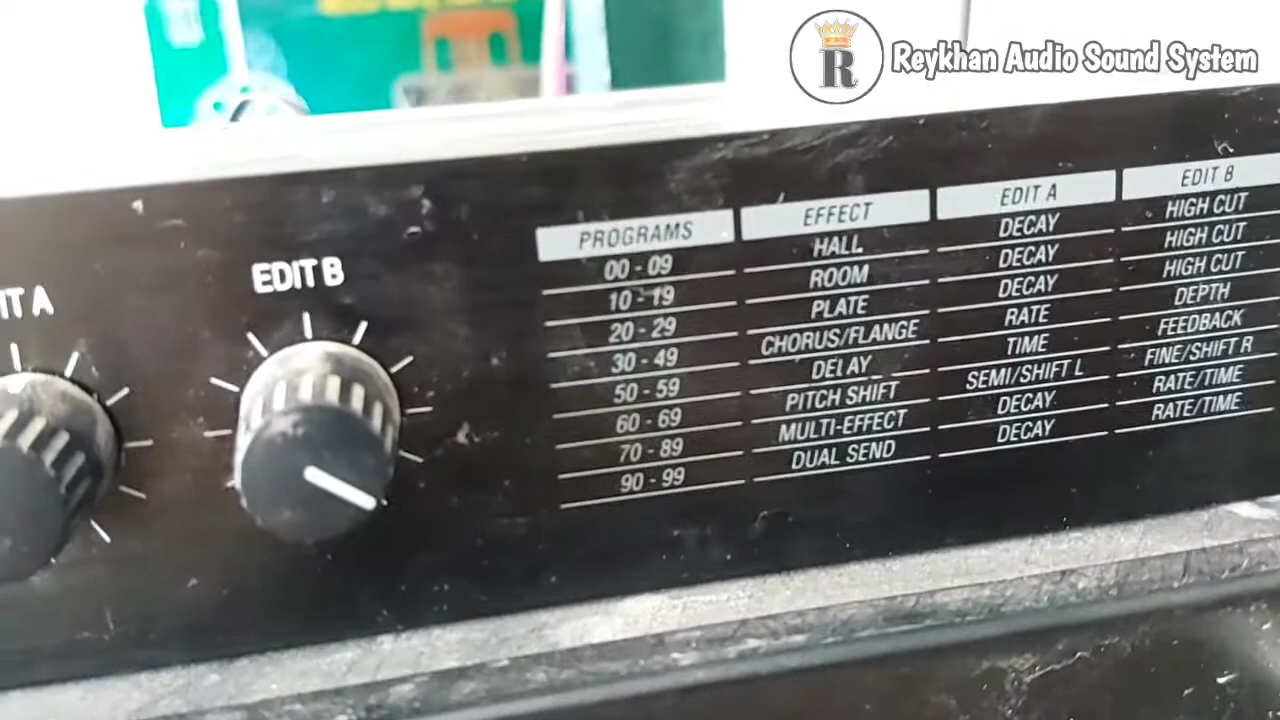 R Reykhan Audio Sound System
IT A
EDIT B
PROGRAMS EFFECT EDIT A EDIT B
00 - 09 HALL DECAY HIGH CUT
10 - 19 ROOM DECAY HIGH CUT
20 - 29 PLATE DECAY HIGH CUT
30 - 49 CHORUS/FLANGE RATE DEPTH
50 - 59 DELAY TIME FEEDBACK
60 - 69 PITCH SHIFT SEMI/SHIFT L FINE/SHIFT R
70 - 89 MULTI-EFFECT DECAY RATE/TIME
90 - 99 DUAL SEND DECAY RATE/TIME